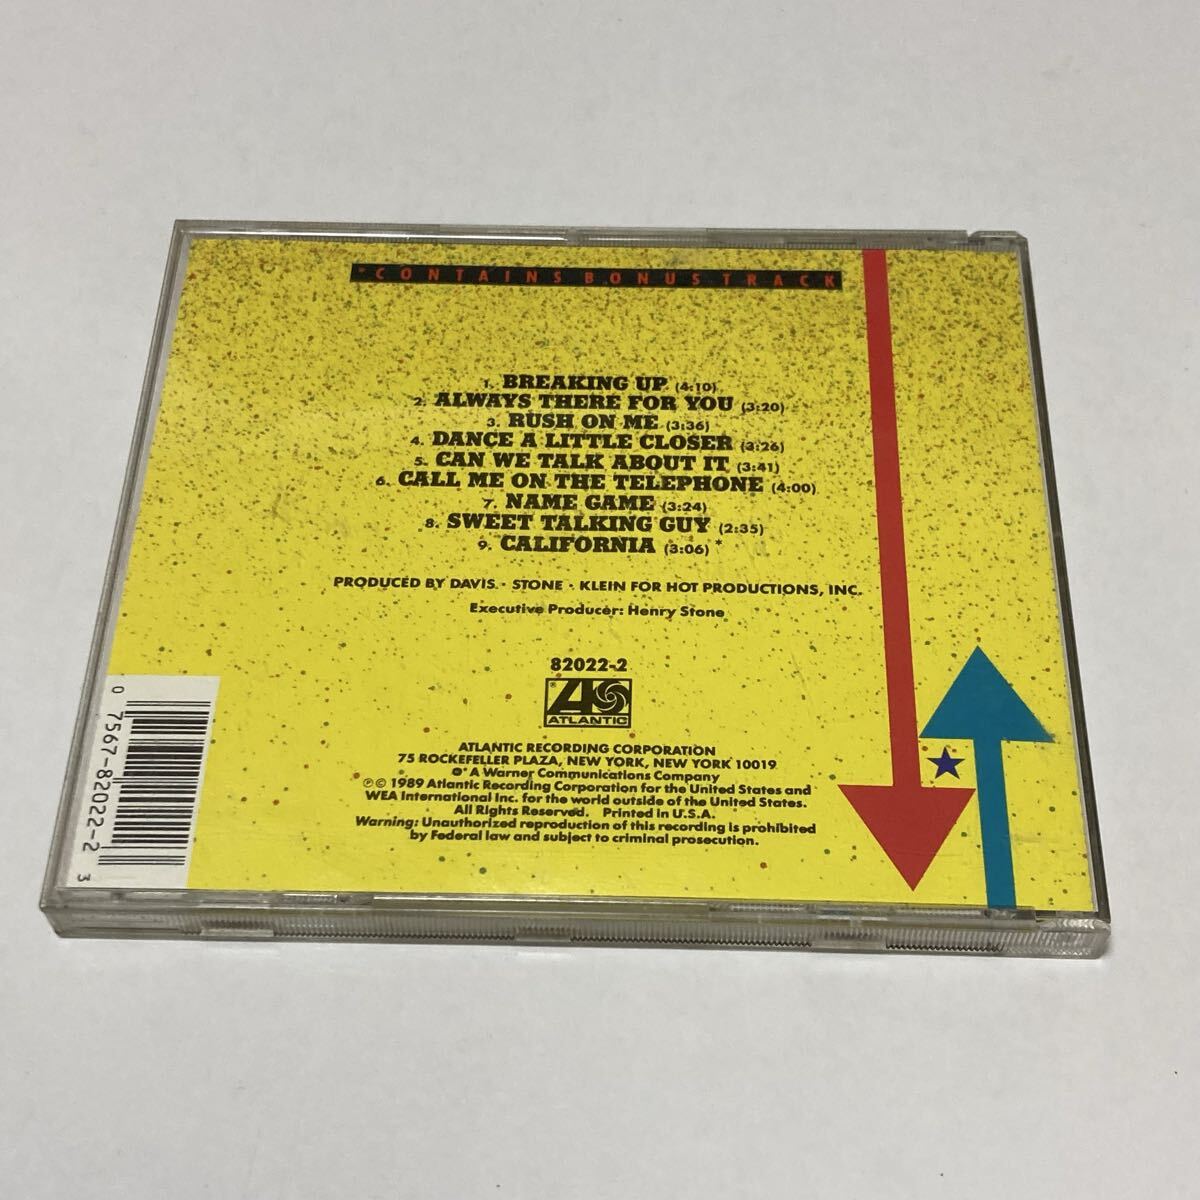 *CONTAINS BONUS TRACK
1. BREAKING UP (4:10)
2. ALWAYS THERE FOR YOU (3:20)
3. RUSH ON ME (3:36)
4. DANCE A LITTLE CLOSER (3:26)
5. CAN WE TALK ABOUT IT (3:41)
6. CALL ME ON THE TELEPHONE (4:00)
7. NAME GAME (3:24)
8. SWEET TALKING GUY (2:35)
9. CALIFORNIA (3:06) *
PRODUCED BY DAVIS · STONE · KLEIN FOR HOT PRODUCTIONS, INC.
Executive Producer: Henry Stone
82022-2
ATLANTIC
ATLANTIC RECORDING CORPORATION
75 ROCKEFELLER PLAZA, NEW YORK, NEW YORK 10019
A Warner Communications Company
℗ © 1989 Atlantic Recording Corporation for the United States and
WEA International Inc. for the world outside of the United States.
All Rights Reserved. Printed in U.S.A.
Warning: Unauthorized reproduction of this recording is prohibited
by Federal law and subject to criminal prosecution.
0 7567-82022-2 3